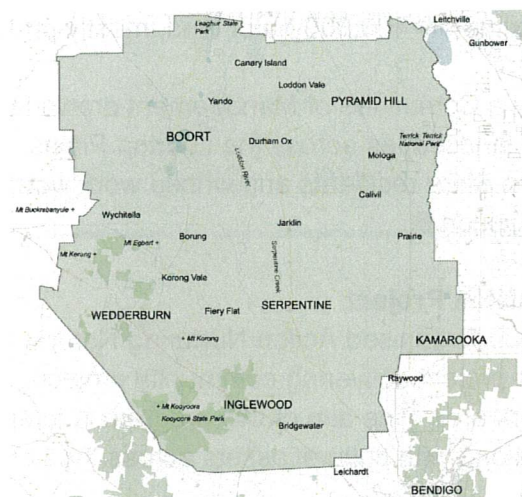 Leitchville
Leaghur State
Park
Gunbower
Canary Island
Loddon Vale
Yando
PYRAMID HILL
BOORT
Durham Ox
Terrick Terrick
National Park
Loddon River
Mologa
Calivil
Mt Buckrabanyule +
Wychitella
Jarklin
Mt Egbert +
Borung
Prairie
Mt Kerang +
Serpentine Creek
Korong Vale
SERPENTINE
WEDDERBURN
Fiery Flat
+ Mt Korong
KAMAROOKA
Raywood
+ Mt Kooyoora
INGLEWOOD
Kooyoora State Park
Bridgewater
Leichardt
BENDIGO